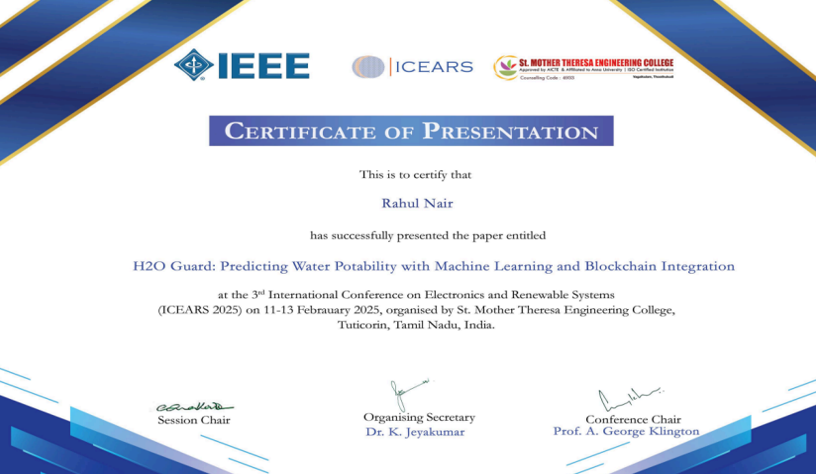 IEEE
ICEARS
ST. MOTHER THERESA ENGINEERING COLLEGE
Approved by AICTE & Affiliated to Anna University | ISO Certified Institution
Counselling Code :
Vagaikulam, Thoothukudi
CERTIFICATE OF PRESENTATION
This is to certify that
Rahul Nair
has successfully presented the paper entitled
H2O Guard: Predicting Water Potability with Machine Learning and Blockchain Integration
at the 3rd International Conference on Electronics and Renewable Systems
(ICEARS 2025) on 11-13 Febrauary 2025, organised by St. Mother Theresa Engineering College,
Tuticorin, Tamil Nadu, India.
Session Chair
Organising Secretary
Dr. K. Jeyakumar
Conference Chair
Prof. A. George Klington